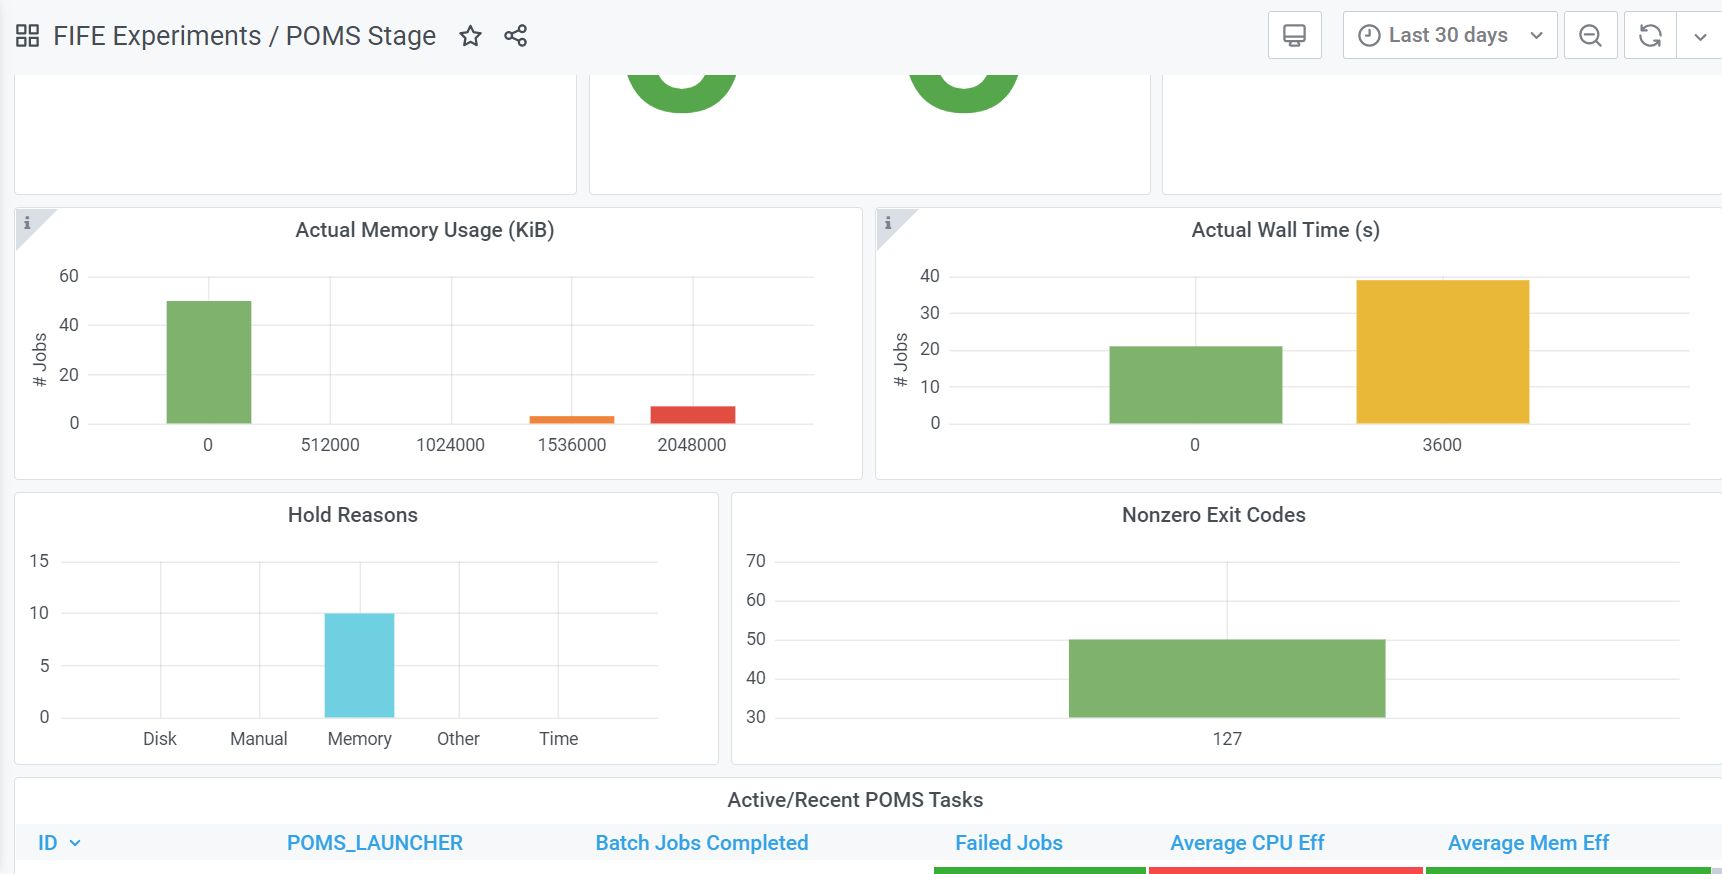 FIFE Experiments / POMS Stage
Last 30 days
i
Actual Memory Usage (KiB)
60
40
20
0
# Jobs
0 512000 1024000 1536000 2048000
i
Actual Wall Time (s)
40
30
20
10
0
# Jobs
0 3600
Hold Reasons
15
10
5
0
Disk Manual Memory Other Time
Nonzero Exit Codes
70
60
50
40
30
127
Active/Recent POMS Tasks
ID POMS_LAUNCHER Batch Jobs Completed Failed Jobs Average CPU Eff Average Mem Eff